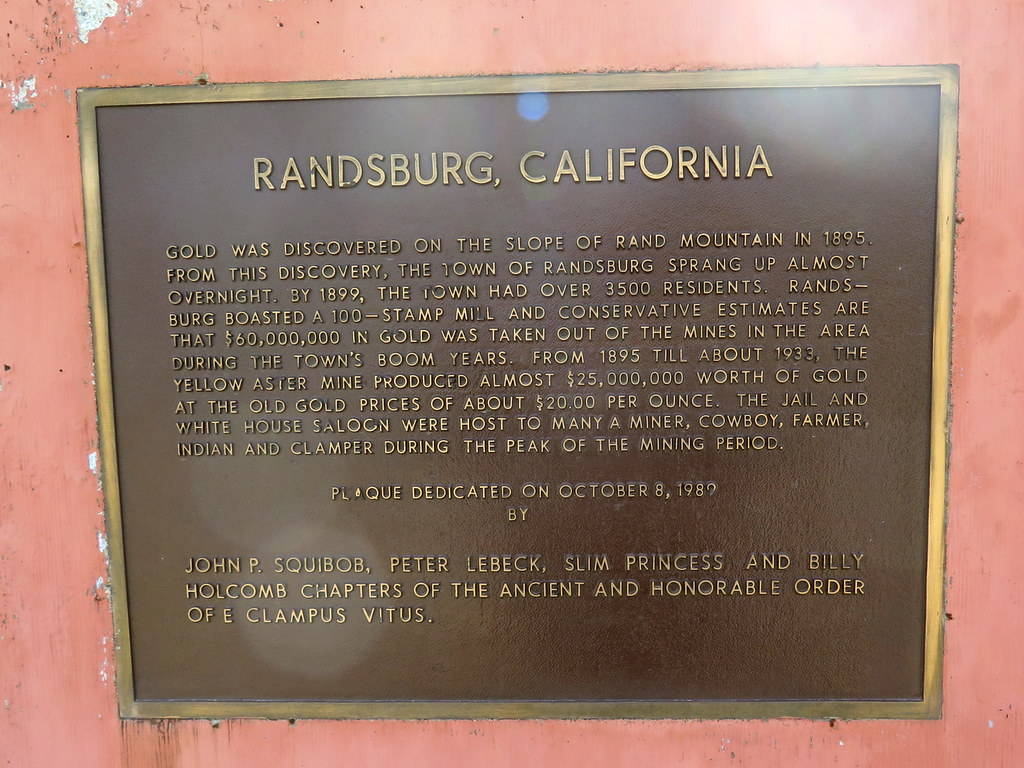 RANDSBURG, CALIFORNIA
GOLD WAS DISCOVERED ON THE SLOPE OF RAND MOUNTAIN IN 1895.
FROM THIS DISCOVERY, THE TOWN OF RANDSBURG SPRANG UP ALMOST
OVERNIGHT. BY 1899, THE TOWN HAD OVER 3500 RESIDENTS. RANDS—
BURG BOASTED A 100—STAMP MILL AND CONSERVATIVE ESTIMATES ARE
THAT $60,000,000 IN GOLD WAS TAKEN OUT OF THE MINES IN THE AREA
DURING THE TOWN'S BOOM YEARS. FROM 1895 TILL ABOUT 1933, THE
YELLOW ASTER MINE PRODUCED ALMOST $25,000,000 WORTH OF GOLD
AT THE OLD GOLD PRICES OF ABOUT $20.00 PER OUNCE. THE JAIL AND
WHITE HOUSE SALOON WERE HOST TO MANY A MINER, COWBOY, FARMER,
INDIAN AND CLAMPER DURING THE PEAK OF THE MINING PERIOD.
PLAQUE DEDICATED ON OCTOBER 8, 1989
BY
JOHN P. SQUIBOB, PETER LEBECK, SLIM PRINCESS AND BILLY
HOLCOMB CHAPTERS OF THE ANCIENT AND HONORABLE ORDER
OF E CLAMPUS VITUS.